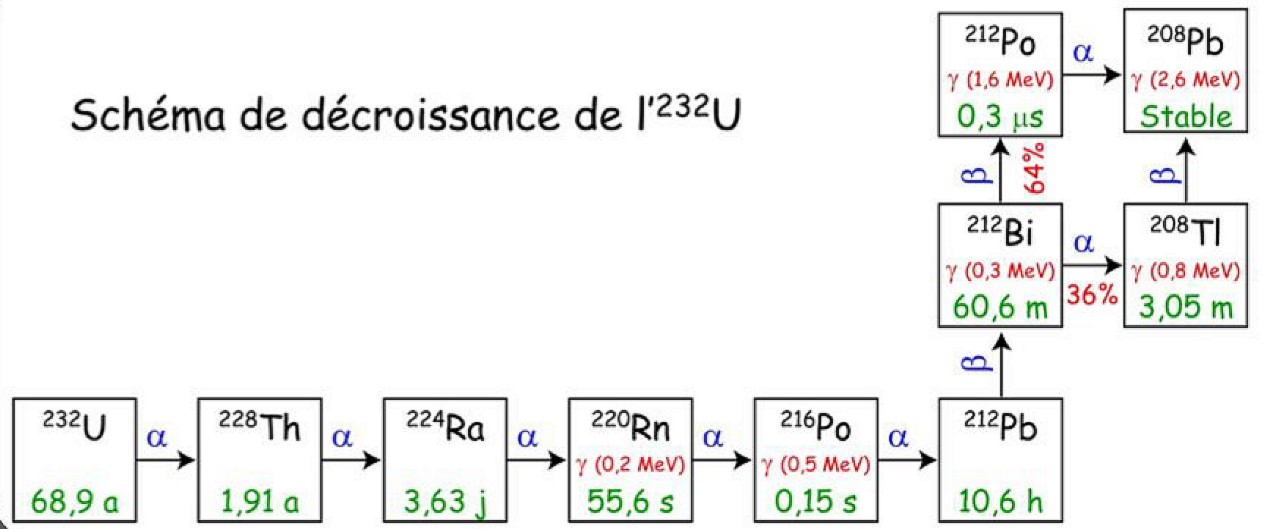 Schéma de décroissance de l'²³²U
²¹²Po
γ (1,6 MeV)
0,3 μs
α
²⁰⁸Pb
γ (2,6 MeV)
Stable
β
64%
β
²¹²Bi
γ (0,3 MeV)
60,6 m
α
36%
²⁰⁸Tl
γ (0,8 MeV)
3,05 m
β
²³²U
68,9 a
α
²²⁸Th
1,91 a
α
²²⁴Ra
3,63 j
α
²²⁰Rn
γ (0,2 MeV)
55,6 s
α
²¹⁶Po
γ (0,5 MeV)
0,15 s
α
²¹²Pb
10,6 h